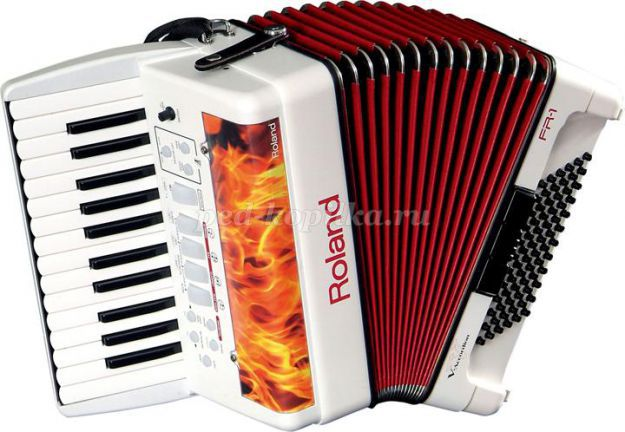 Roland
Roland
FR-1
V-Accordion
ped-kopilka.ru